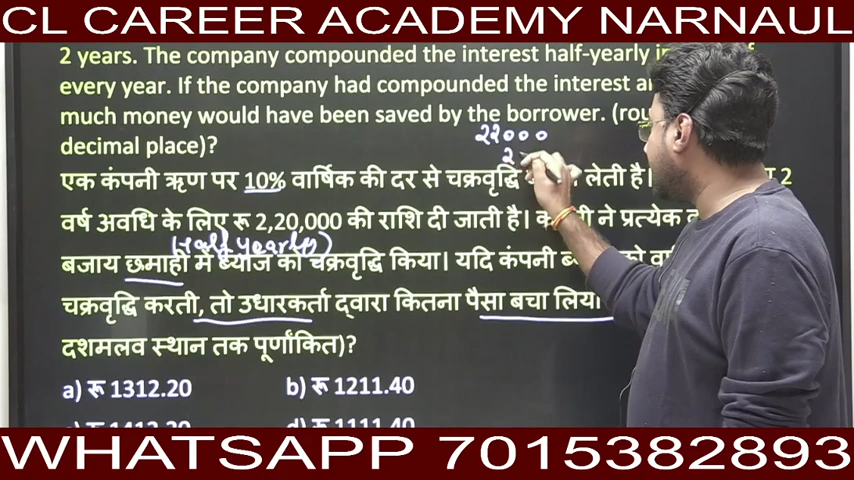 CL CAREER ACADEMY NARNAUL
2 years. The company compounded the interest half-yearly
every year. If the company had compounded the interest
much money would have been saved by the borrower.
22000
decimal place)?
2
एक कंपनी ऋण पर 10% वार्षिक की दर से चक्रवृद्धि लेती है। 2
वर्ष अवधि के लिए रू 2,20,000 की राशि दी जाती है। ने प्रत्येक
(Half yearly)
बजाय छमाही में ब्याज को चक्रवृद्धि किया। यदि कंपनी
चक्रवृद्धि करती, तो उधारकर्ता द्वारा कितना पैसा बचा लिया
दशमलव स्थान तक पूर्णांकित)?
a) रू 1312.20 b) रू 1211.40
WHATSAPP 7015382893